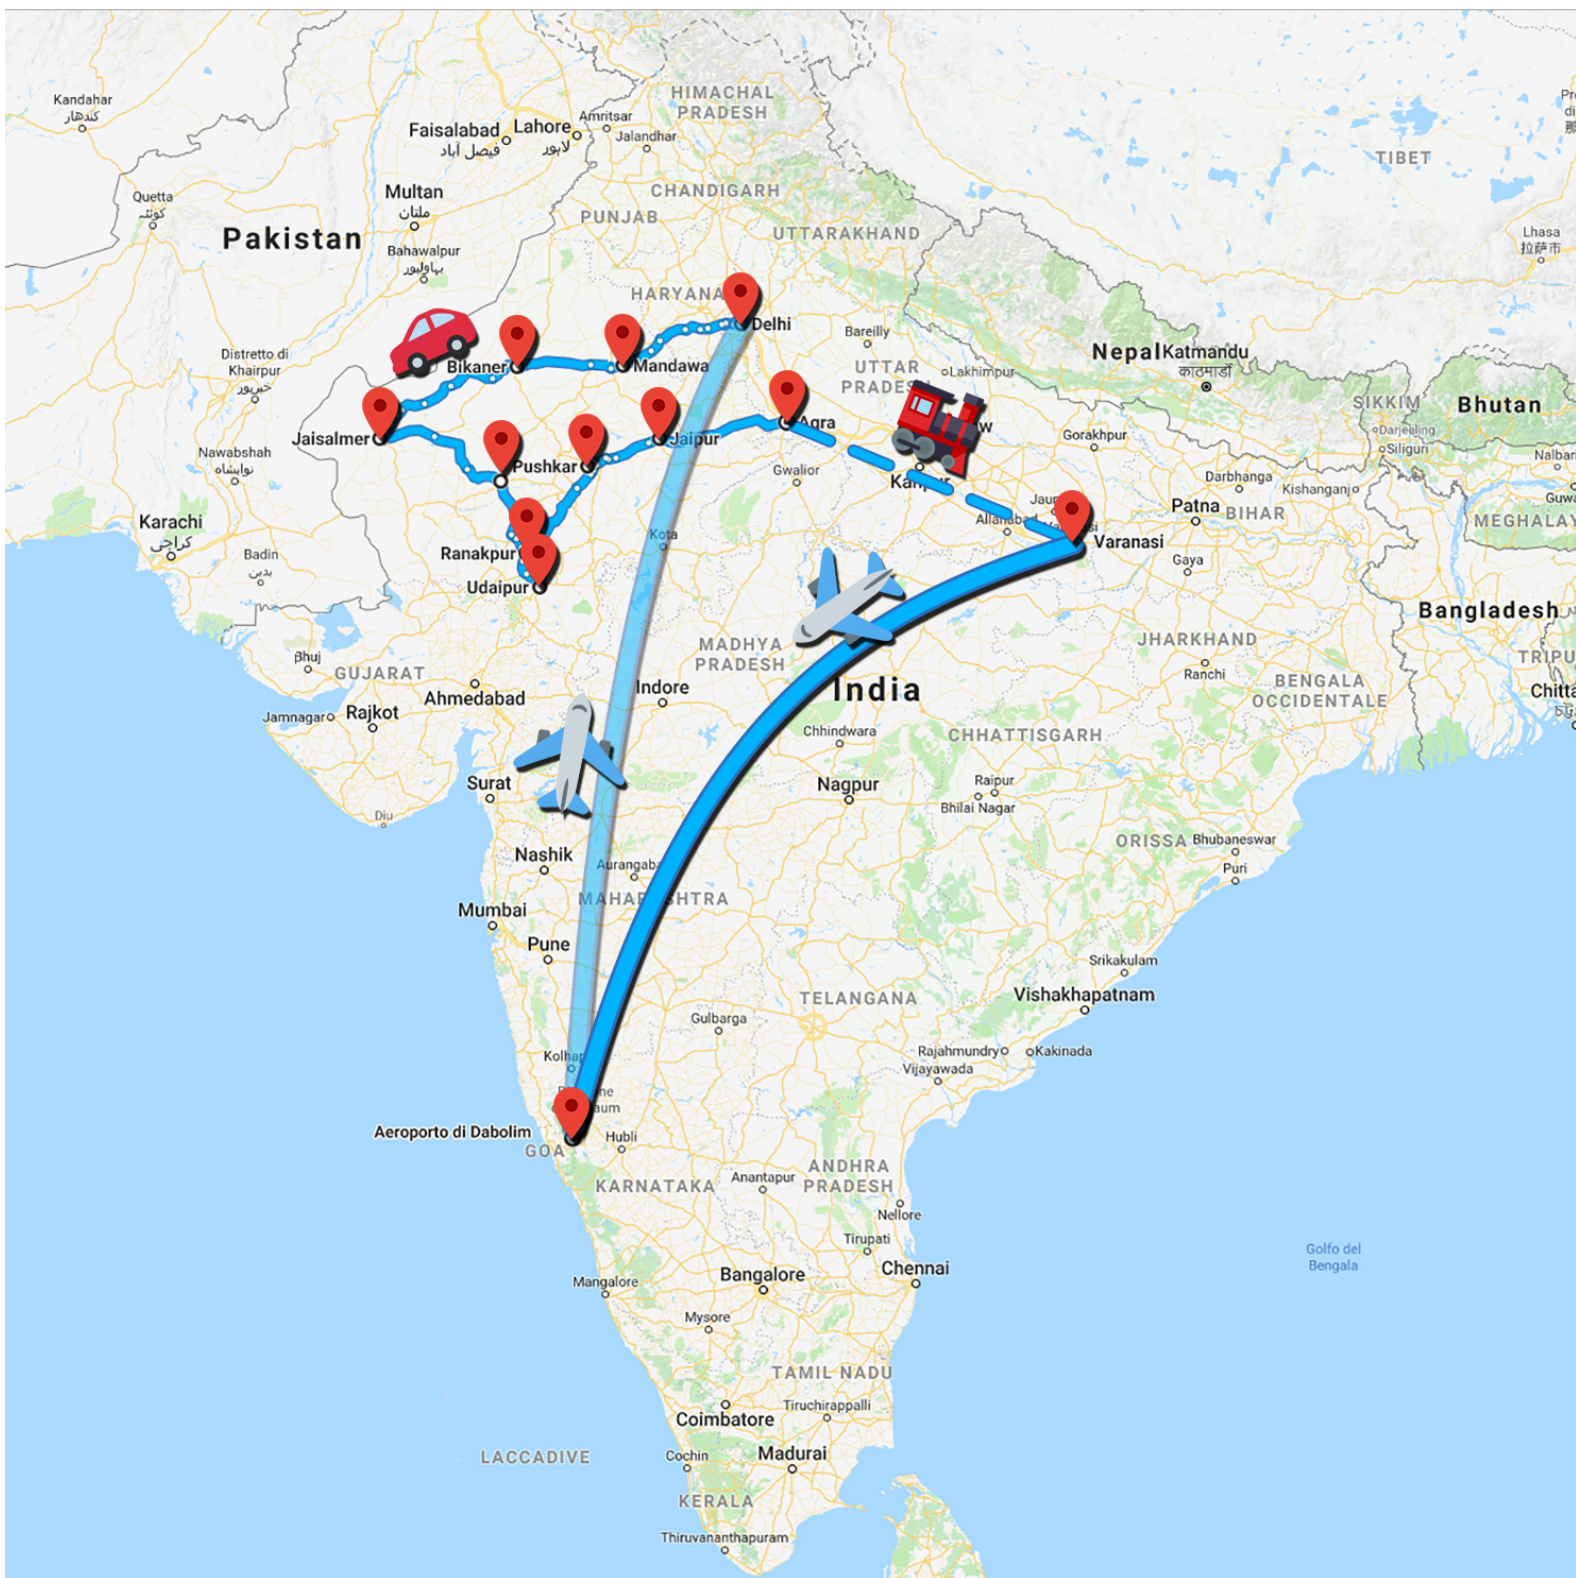 HIMACHAL
PRADESH
Kandahar
کندهار
Amritsar
Faisalabad
فیصل آباد
Lahore
لاہور
Jalandhar
TIBET
CHANDIGARH
Quetta
کوئٹہ
Multan
ملتان
PUNJAB
UTTARAKHAND
Lhasa
拉萨市
Pakistan
Bahawalpur
بہاولپور
HARYANA
Delhi
Bareilly
Nepal
Katmandu
काठमाडौं
Distretto di
Khairpur
خیرپور
Bikaner
Mandawa
UTTAR
Lakhimpur
SIKKIM
Bhutan
Darjeeling
Siliguri
Jaisalmer
Jaipur
Agra
Gorakhpur
Nawabshah
نوابشاہ
Pushkar
Gwalior
Darbhanga
Kishanganj
Patna
BIHAR
Karachi
کراچی
Kota
Allahabad
Varanasi
Ranakpur
Badin
بدین
Gaya
Udaipur
Bangladesh
JHARKHAND
MADHYA
PRADESH
Bhuj
GUJARAT
Ranchi
Ahmedabad
Indore
India
BENGALA
OCCIDENTALE
Jamnagar
Rajkot
Chhindwara
CHHATTISGARH
Surat
Nagpur
Raipur
Bhilai Nagar
Diu
ORISSA
Bhubaneswar
Nashik
Puri
Mumbai
Pune
Srikakulam
TELANGANA
Vishakhapatnam
Gulbarga
Rajahmundry
Kakinada
Vijayawada
Aeroporto di Dabolim
Hubli
GOA
ANDHRA
PRADESH
KARNATAKA
Anantapur
Nellore
Tirupati
Golfo del
Bengala
Chennai
Bangalore
Mangalore
Mysore
TAMIL NADU
Tiruchirappalli
Coimbatore
LACCADIVE
Cochin
Madurai
KERALA
Thiruvananthapuram